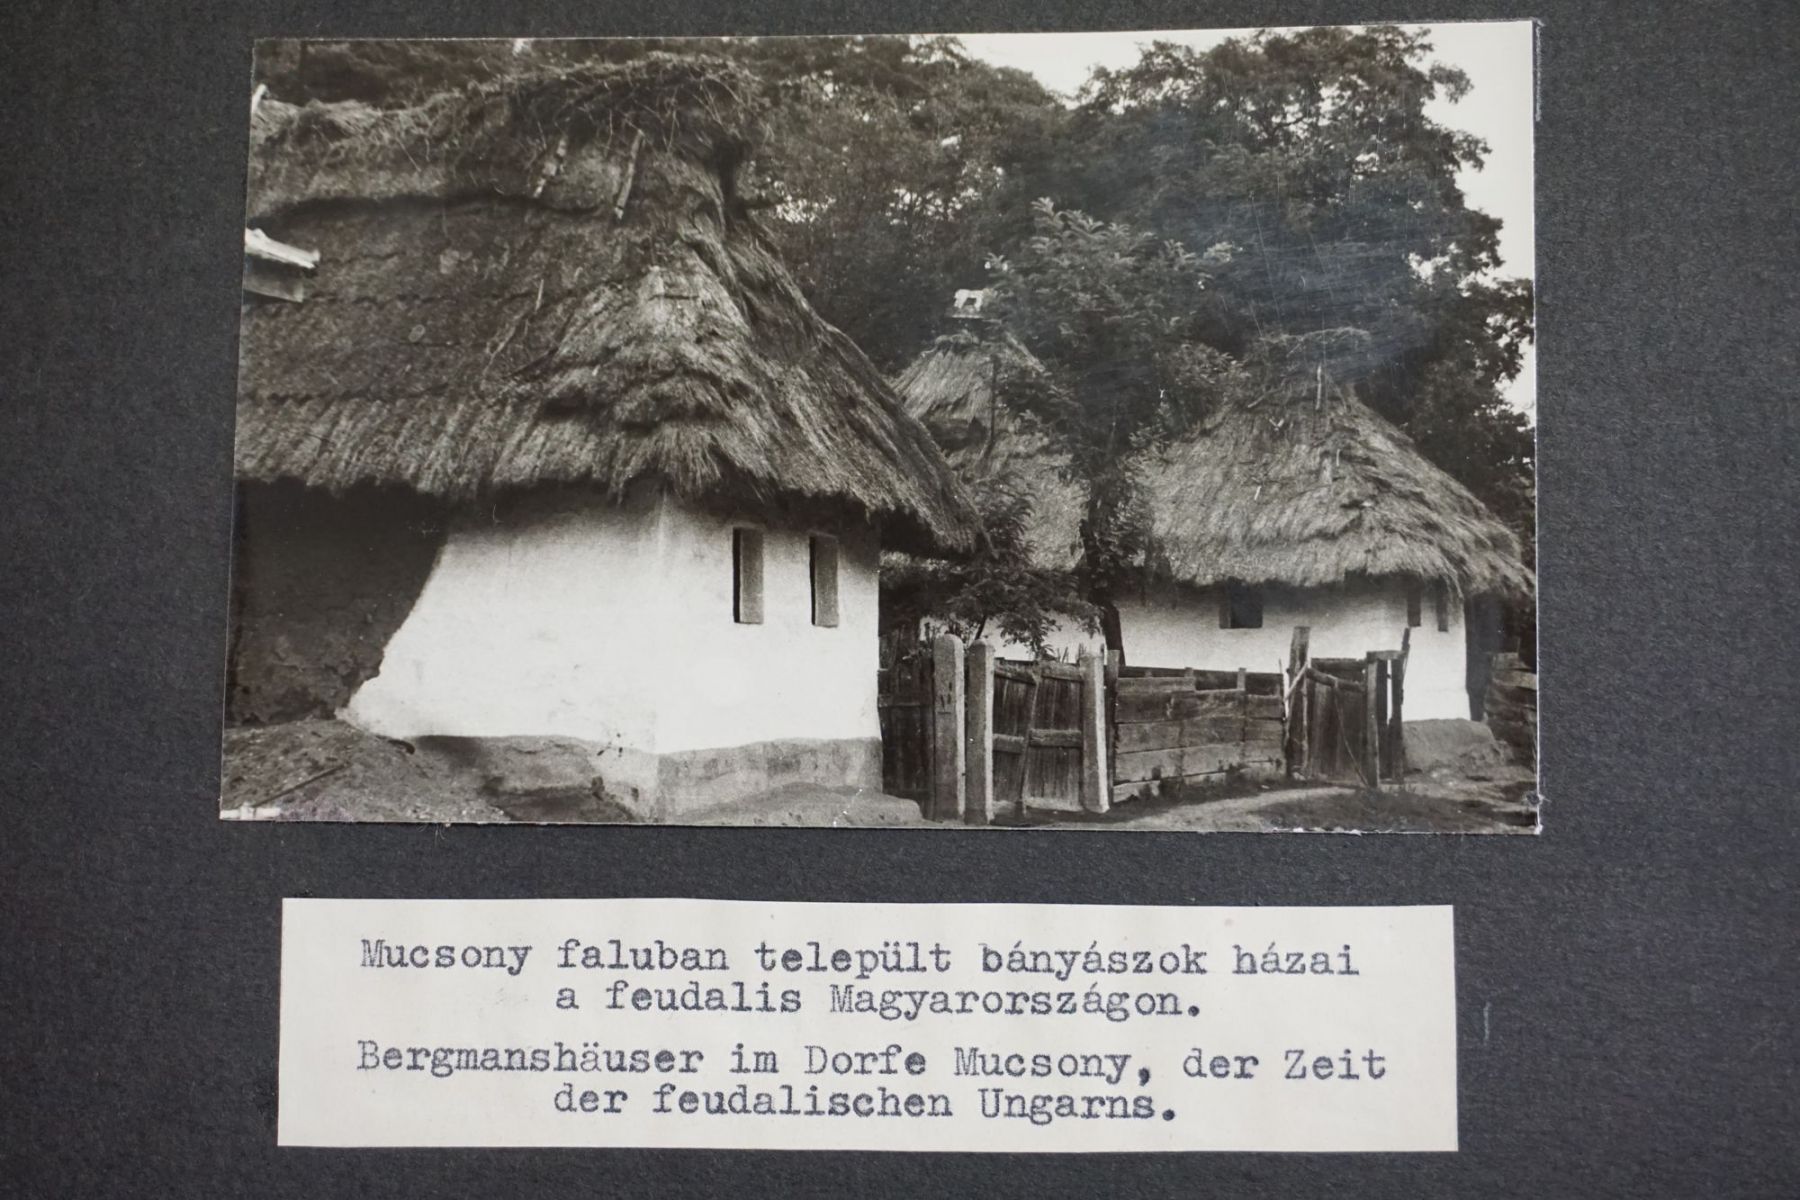 Mucsony faluban települt bányászok házai
a feudalis Magyarországon.
Bergmanshäuser im Dorfe Mucsony, der Zeit
der feudalischen Ungarns.